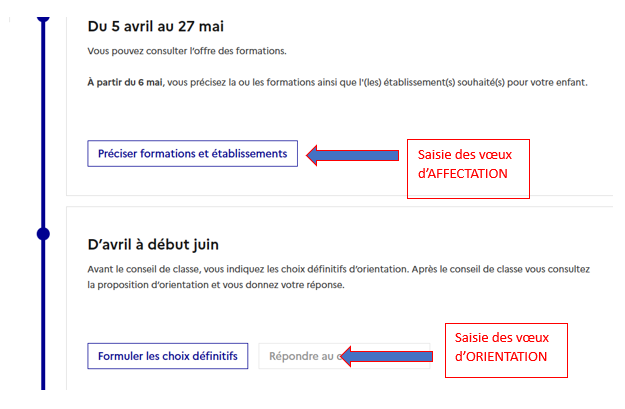 Du 5 avril au 27 mai
Vous pouvez consulter l'offre des formations.
À partir du 6 mai, vous précisez la ou les formations ainsi que l'(les) établissement(s) souhaité(s) pour votre enfant.
Préciser formations et établissements
Saisie des vœux
d'AFFECTATION
D'avril à début juin
Avant le conseil de classe, vous indiquez les choix définitifs d'orientation. Après le conseil de classe vous consultez
la proposition d'orientation et vous donnez votre réponse.
Formuler les choix définitifs
Répondre au
Saisie des vœux
d'ORIENTATION